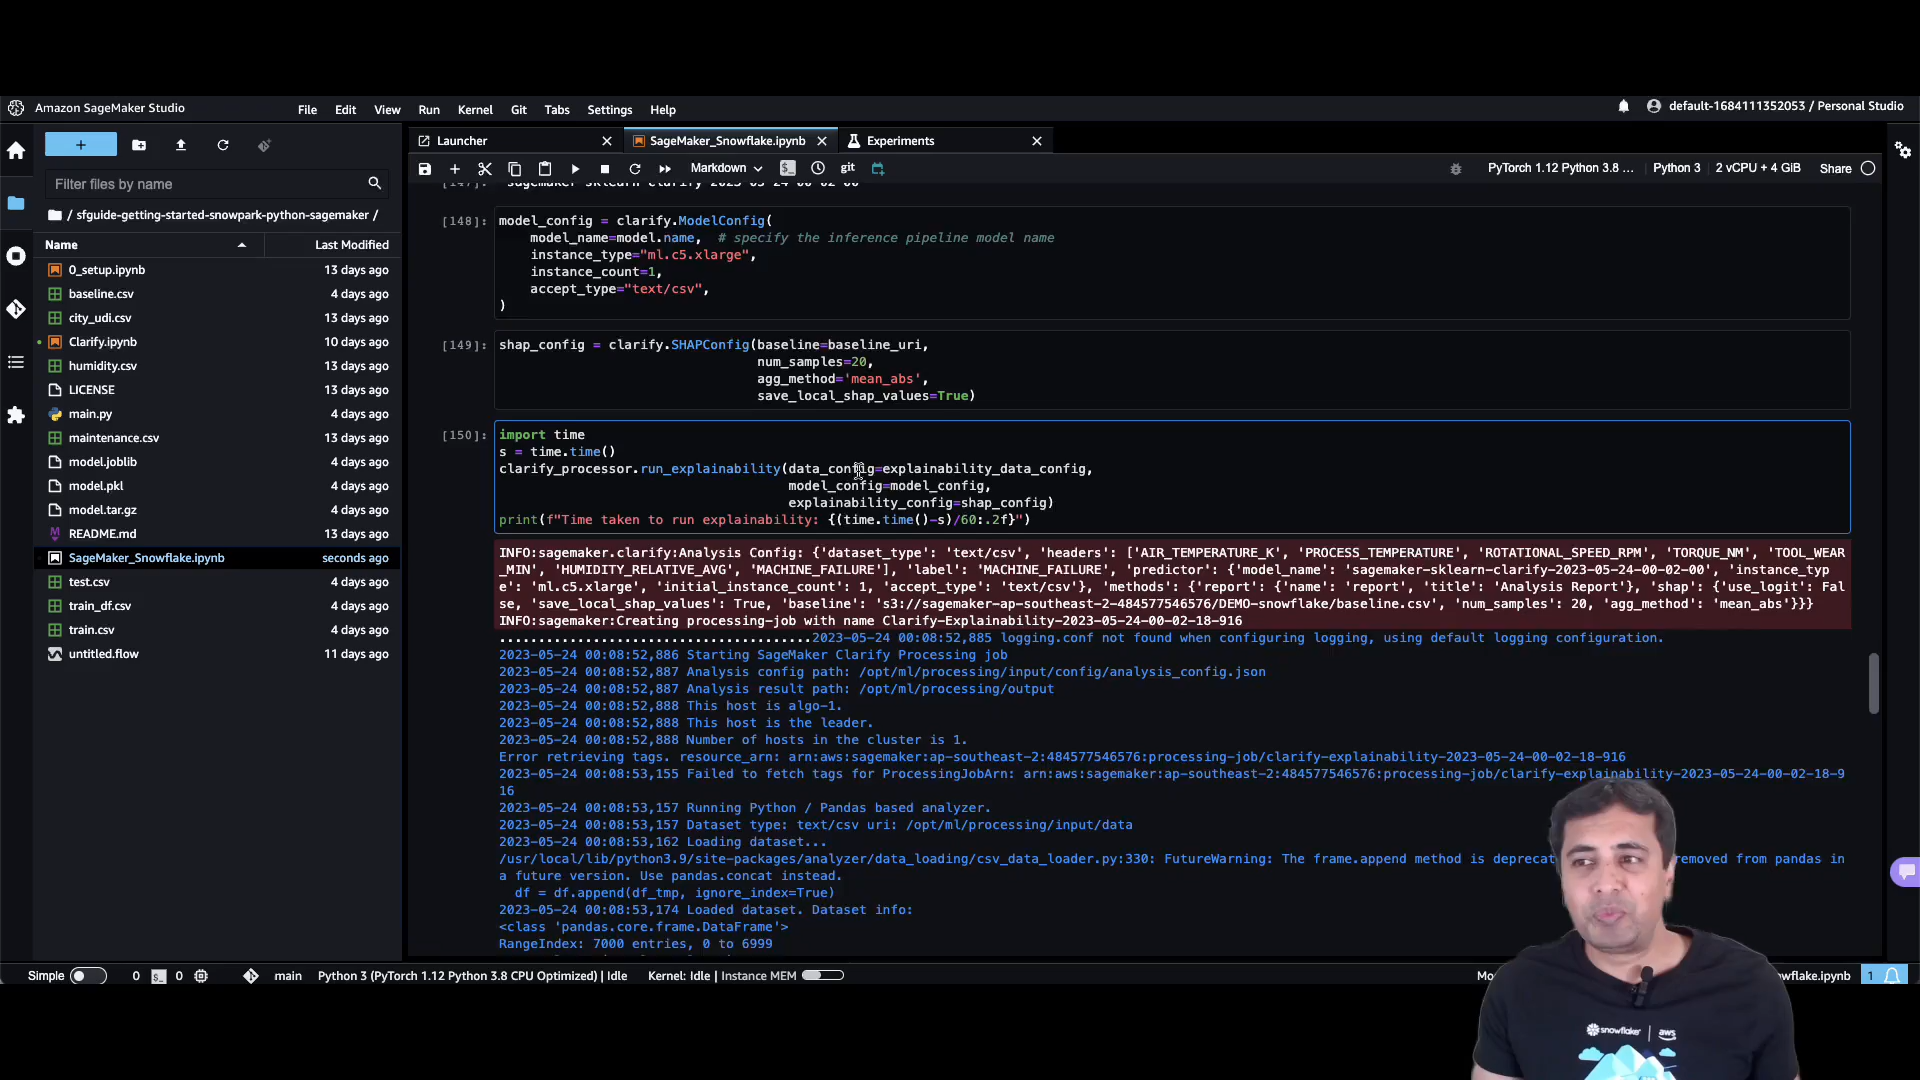 Amazon SageMaker Studio
File Edit View Run Kernel Git Tabs Settings Help
default-1684111352053 / Personal Studio
Launcher
SageMaker_Snowflake.ipynb
Experiments
Filter files by name
Markdown
git
PyTorch 1.12 Python 3.8 ...
Python 3
2 vCPU + 4 GiB
Share
/ sfguide-getting-started-snowpark-python-sagemaker /
Name Last Modified
0_setup.ipynb 13 days ago
baseline.csv 4 days ago
city_udi.csv 13 days ago
Clarify.ipynb 10 days ago
humidity.csv 13 days ago
LICENSE 4 days ago
main.py 4 days ago
maintenance.csv 4 days ago
model.joblib 4 days ago
model.pkl 4 days ago
model.tar.gz 4 days ago
README.md 13 days ago
SageMaker_Snowflake.ipynb seconds ago
test.csv 4 days ago
train_df.csv 4 days ago
train.csv 4 days ago
untitled.flow 11 days ago
[147]: 'sagemaker-sklearn-clarify-2023-05-24-00-02-00'
[148]: model_config = clarify.ModelConfig(
model_name=model.name, # specify the inference pipeline model name
instance_type="ml.c5.xlarge",
instance_count=1,
accept_type="text/csv",
)
[149]: shap_config = clarify.SHAPConfig(baseline=baseline_uri,
num_samples=20,
agg_method='mean_abs',
save_local_shap_values=True)
[150]: import time
s = time.time()
clarify_processor.run_explainability(data_config=explainability_data_config,
model_config=model_config,
explainability_config=shap_config)
print(f"Time taken to run explainability: {(time.time()-s)/60:.2f}")
INFO:sagemaker.clarify:Analysis Config: {'dataset_type': 'text/csv', 'headers': ['AIR_TEMPERATURE_K', 'PROCESS_TEMPERATURE', 'ROTATIONAL_SPEED_RPM', 'TORQUE_NM', 'TOOL_WEAR
_MIN', 'HUMIDITY_RELATIVE_AVG', 'MACHINE_FAILURE'], 'label': 'MACHINE_FAILURE', 'predictor': {'model_name': 'sagemaker-sklearn-clarify-2023-05-24-00-02-00', 'instance_typ
e': 'ml.c5.xlarge', 'initial_instance_count': 1, 'accept_type': 'text/csv'}, 'methods': {'report': {'name': 'report', 'title': 'Analysis Report'}, 'shap': {'use_logit': Fal
se, 'save_local_shap_values': True, 'baseline': 's3://sagemaker-ap-southeast-2-484577546576/DEMO-snowflake/baseline.csv', 'num_samples': 20, 'agg_method': 'mean_abs'}}}
INFO:sagemaker:Creating processing-job with name Clarify-Explainability-2023-05-24-00-02-18-916
........................................2023-05-24 00:08:52,885 logging.conf not found when configuring logging, using default logging configuration.
2023-05-24 00:08:52,886 Starting SageMaker Clarify Processing job
2023-05-24 00:08:52,887 Analysis config path: /opt/ml/processing/input/config/analysis_config.json
2023-05-24 00:08:52,887 Analysis result path: /opt/ml/processing/output
2023-05-24 00:08:52,888 This host is algo-1.
2023-05-24 00:08:52,888 This host is the leader.
2023-05-24 00:08:52,888 Number of hosts in the cluster is 1.
Error retrieving tags. resource_arn: arn:aws:sagemaker:ap-southeast-2:484577546576:processing-job/clarify-explainability-2023-05-24-00-02-18-916
2023-05-24 00:08:53,155 Failed to fetch tags for ProcessingJobArn: arn:aws:sagemaker:ap-southeast-2:484577546576:processing-job/clarify-explainability-2023-05-24-00-02-18-9
16
2023-05-24 00:08:53,157 Running Python / Pandas based analyzer.
2023-05-24 00:08:53,157 Dataset type: text/csv uri: /opt/ml/processing/input/data
2023-05-24 00:08:53,162 Loading dataset...
/usr/local/lib/python3.9/site-packages/analyzer/data_loading/csv_data_loader.py:330: FutureWarning: The frame.append method is deprecat removed from pandas in
a future version. Use pandas.concat instead.
df = df.append(df_tmp, ignore_index=True)
2023-05-24 00:08:53,174 Loaded dataset. Dataset info:
<class 'pandas.core.frame.DataFrame'>
RangeIndex: 7000 entries, 0 to 6999
Simple 0 0 main Python 3 (PyTorch 1.12 Python 3.8 CPU Optimized) | Idle Kernel: Idle | Instance MEM Mo wflake.ipynb 1
snowflake aws